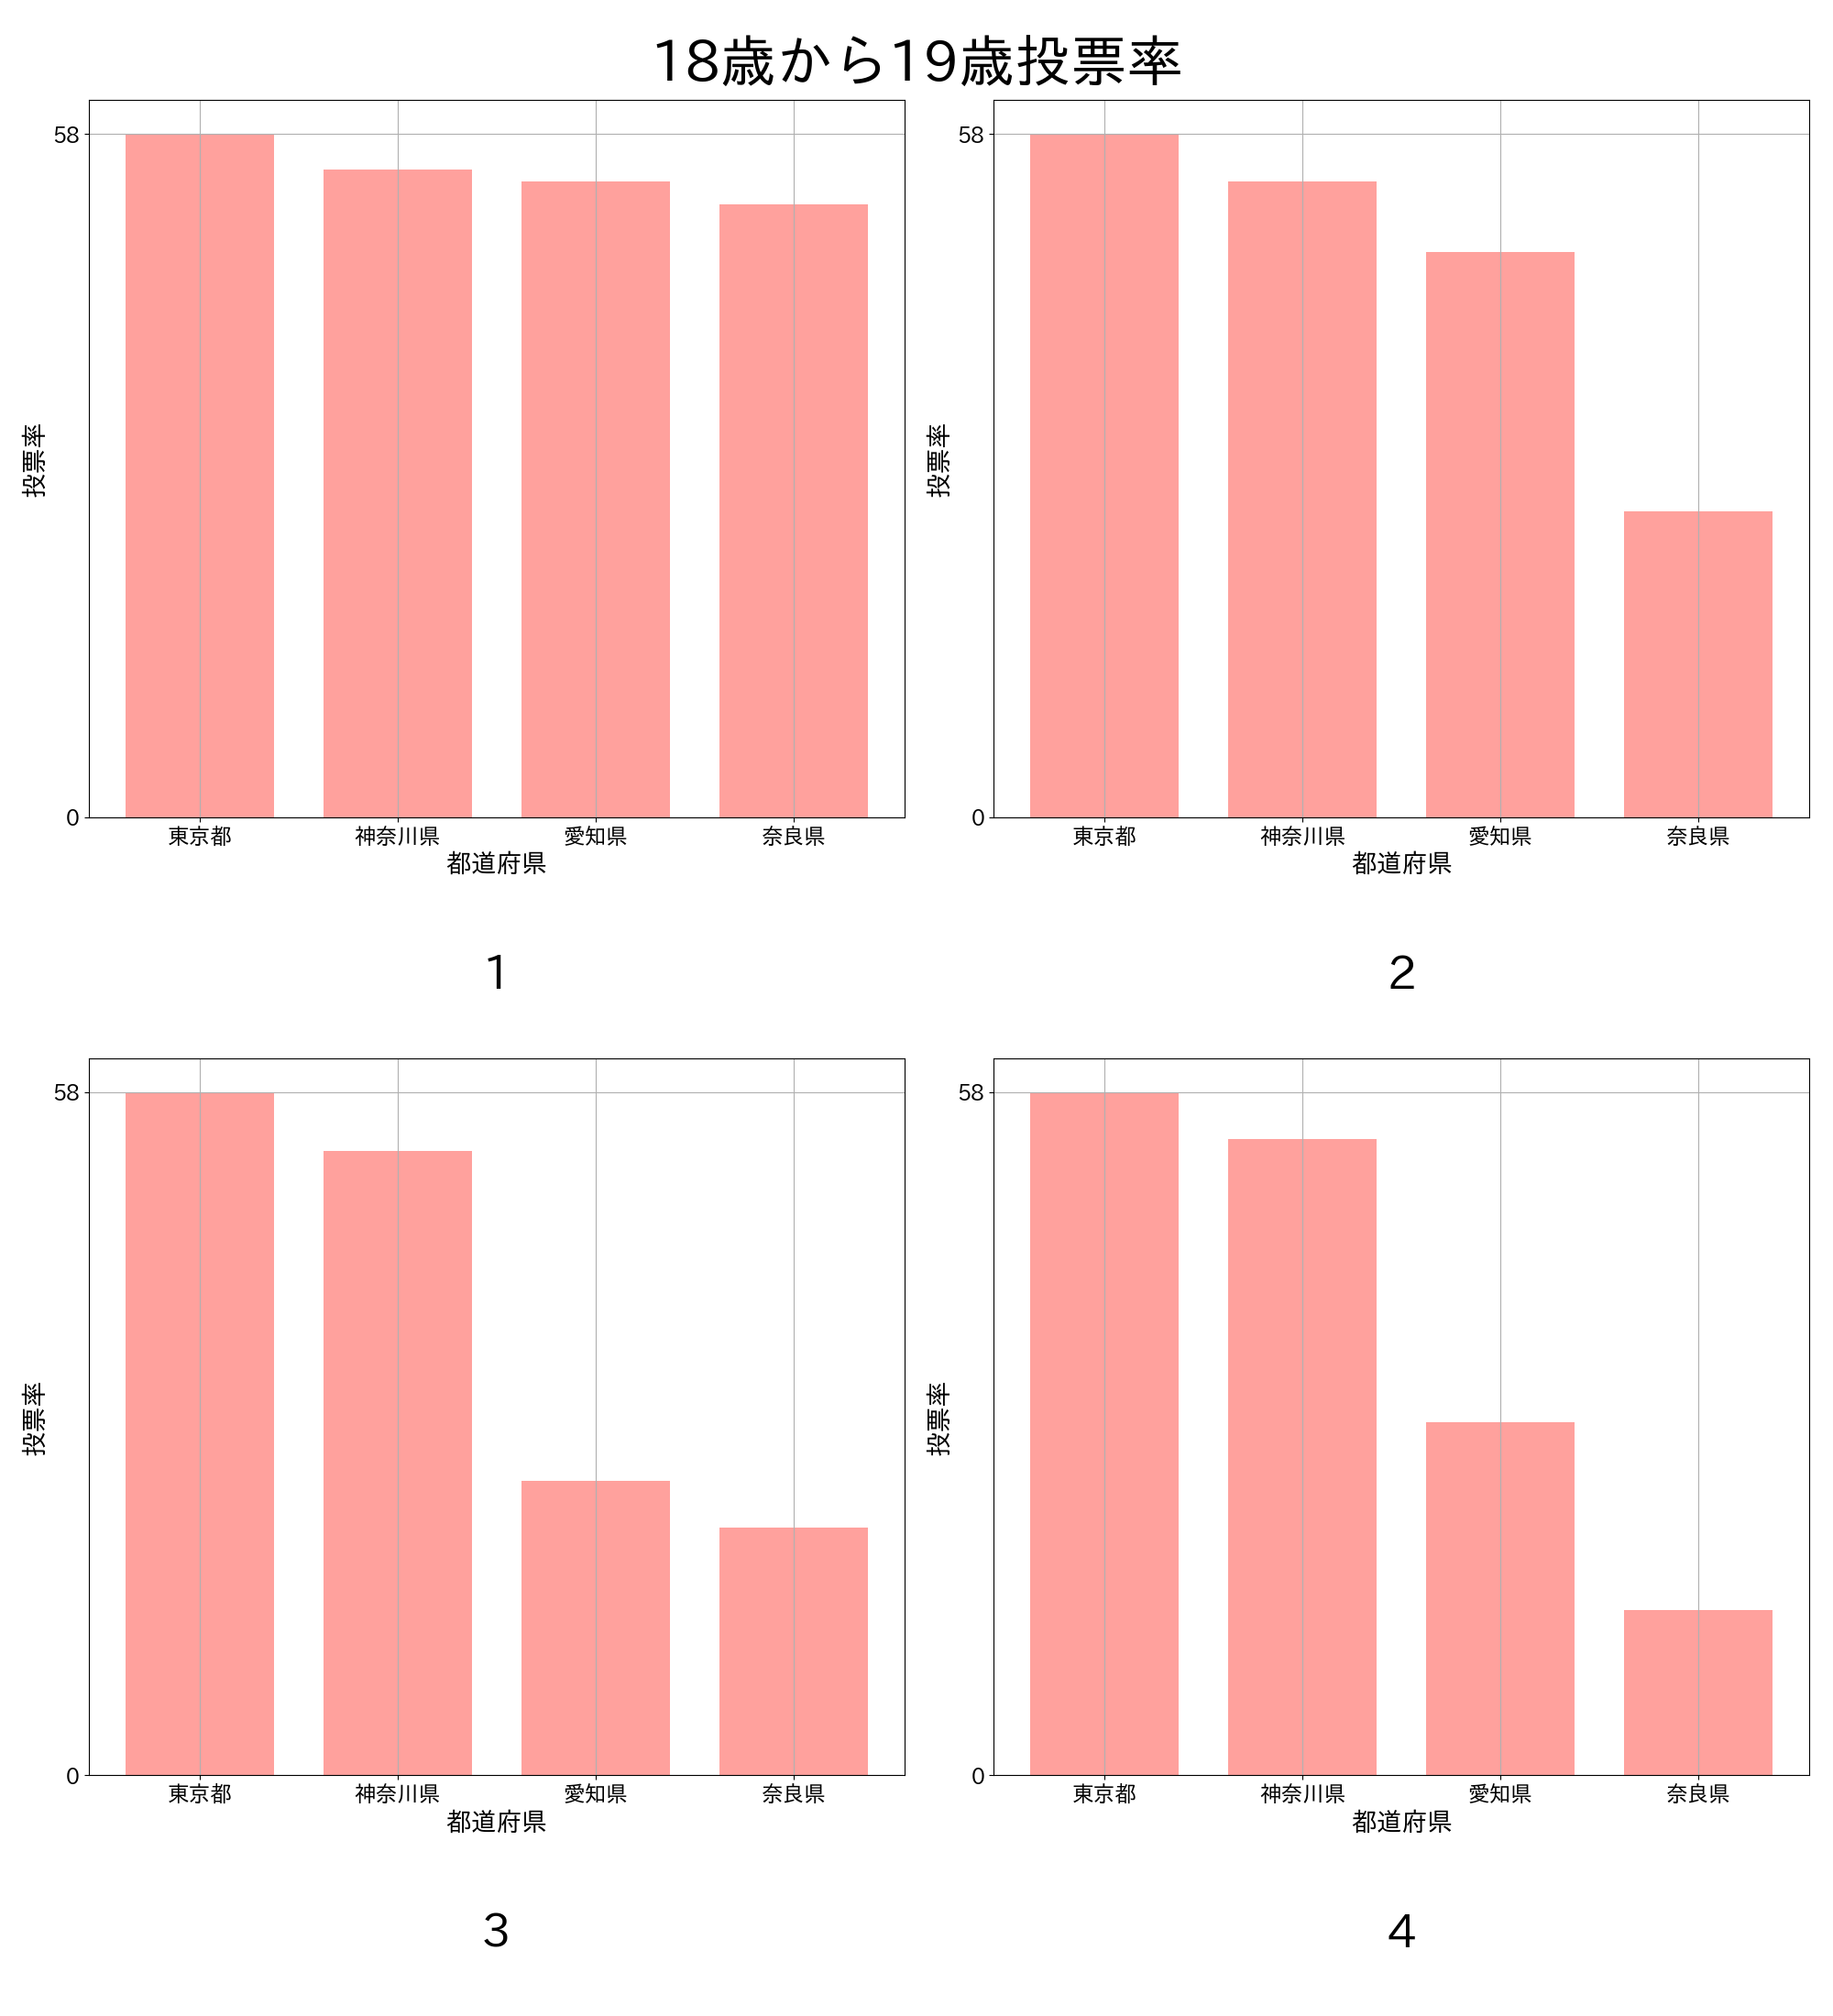 18歳から19歳投票率
58
0
投票率
東京都 神奈川県 愛知県 奈良県
都道府県
1
58
0
投票率
東京都 神奈川県 愛知県 奈良県
都道府県
2
58
0
投票率
東京都 神奈川県 愛知県 奈良県
都道府県
3
58
0
投票率
東京都 神奈川県 愛知県 奈良県
都道府県
4